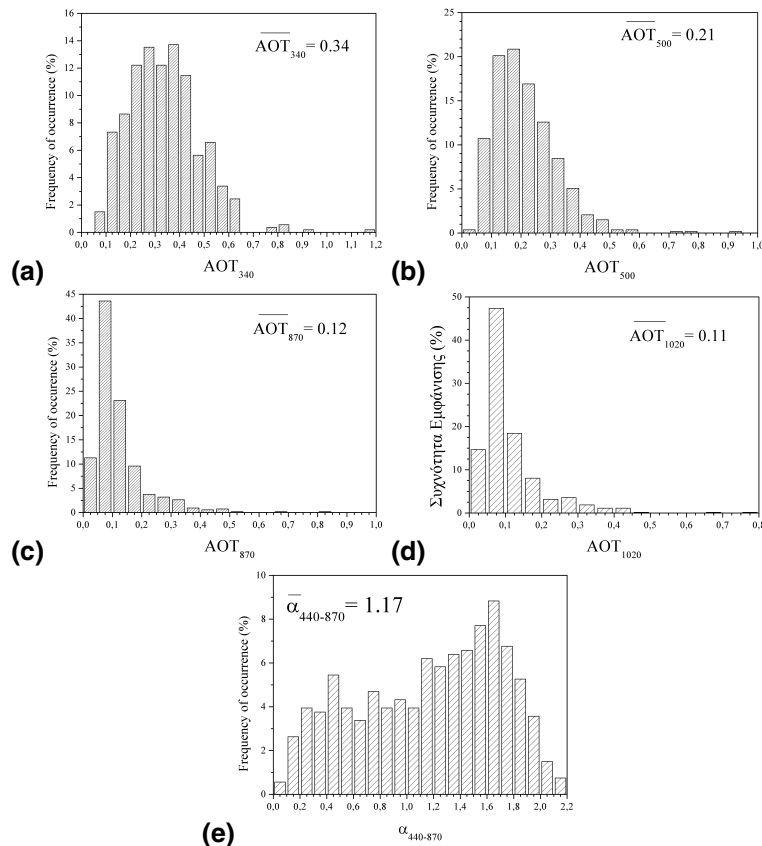 16
14
12
10
8
6
4
2
0
Frequency of occurrence (%)
AOT340 = 0.34
0,0 0,1 0,2 0,3 0,4 0,5 0,6 0,7 0,8 0,9 1,0 1,1 1,2
(a)
AOT340
25
20
15
10
5
0
Frequency of occurrence (%)
AOT500 = 0.21
0,0 0,1 0,2 0,3 0,4 0,5 0,6 0,7 0,8 0,9 1,0
(b)
AOT500
45
40
35
30
25
20
15
10
5
0
Frequency of occurence (%)
AOT870 = 0.12
0,0 0,1 0,2 0,3 0,4 0,5 0,6 0,7 0,8 0,9 1,0
(c)
AOT870
50
40
30
20
10
0
Συχνότητα Εμφάνισης (%)
AOT1020 = 0.11
0,0 0,1 0,2 0,3 0,4 0,5 0,6 0,7 0,8
(d)
AOT1020
10
8
6
4
2
0
Frequency of occurrence (%)
α440-870 = 1.17
0,0 0,2 0,4 0,6 0,8 1,0 1,2 1,4 1,6 1,8 2,0 2,2
(e)
α440-870